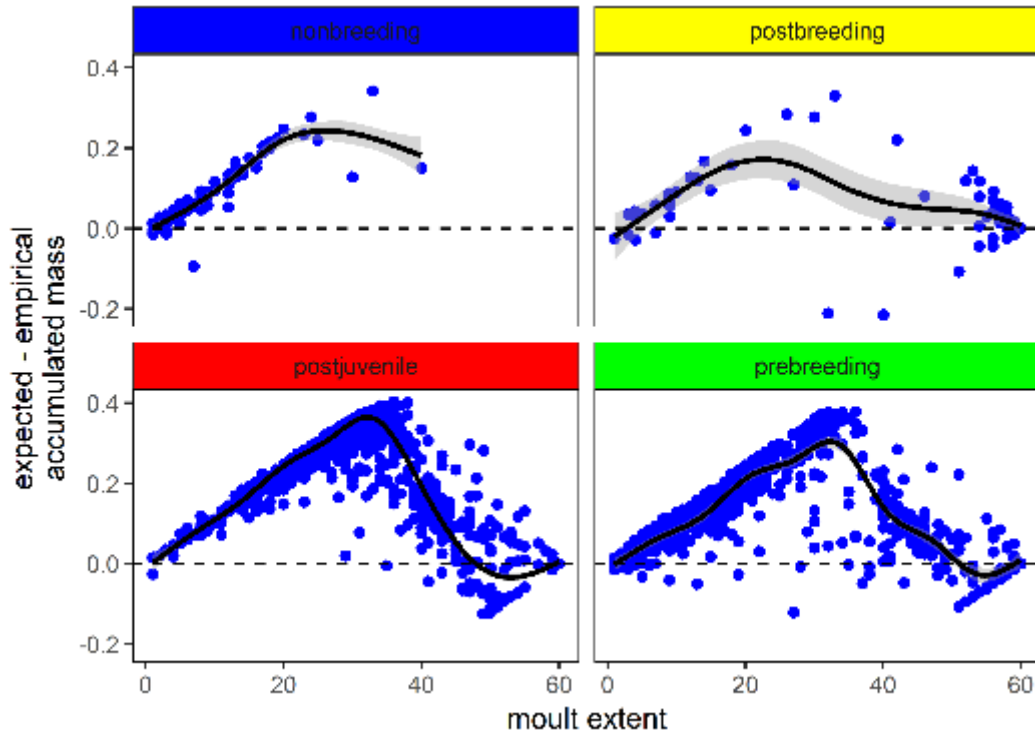 nonbreeding
postbreeding
0.4
0.2
0.0
-0.2
postjuvenile
prebreeding
0.4
0.2
0.0
-0.2
expected - empirical
accumulated mass
0 20 40 60 0 20 40 60
moult extent